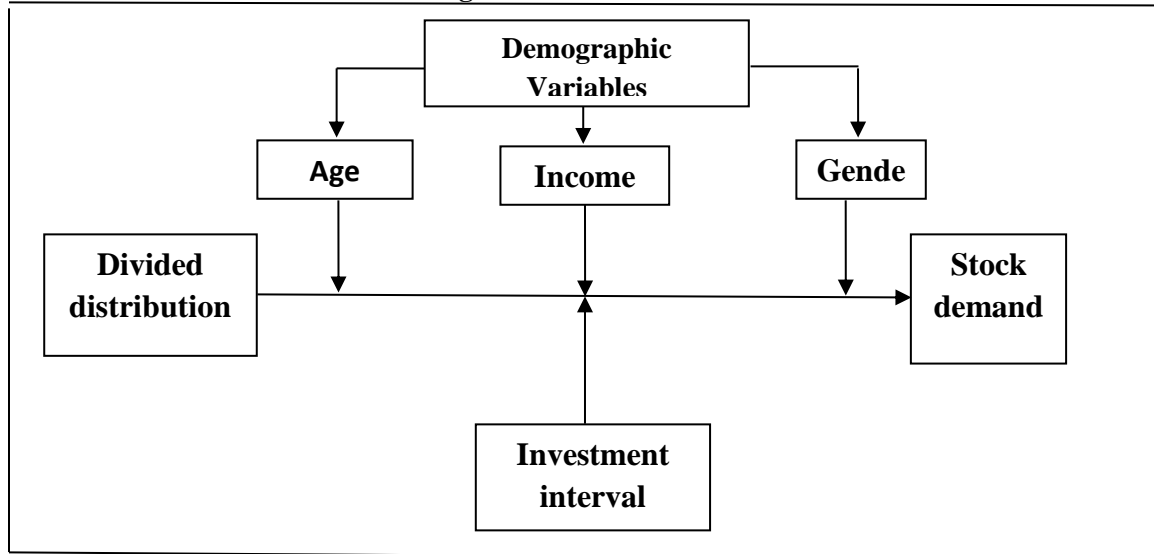 Demographic
Variables
Age
Income
Gende
Divided
distribution
Stock
demand
Investment
interval